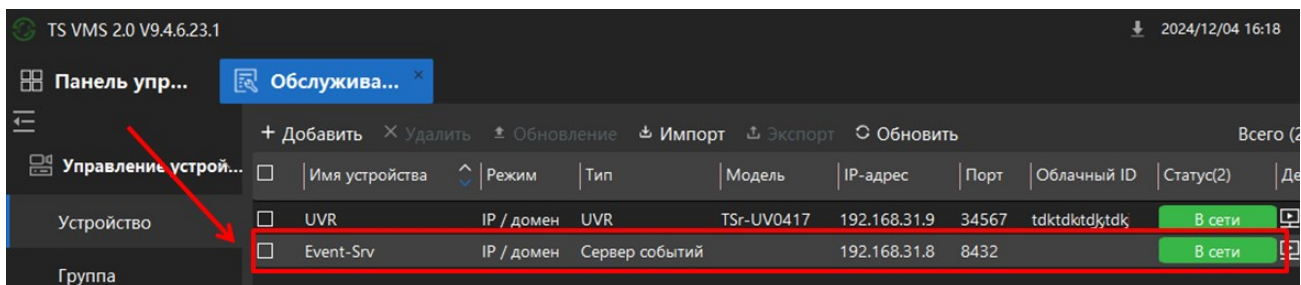 TS VMS 2.0 V9.4.6.23.1 2024/12/04 16:18
Панель упр... Обслужива...
+ Добавить × Удалить Обновление Импорт Экспорт Обновить Всего (2
Управление устрой... Имя устройства Режим Тип Модель IP-адрес Порт Облачный ID Статус(2) Де
Устройство UVR IP / домен UVR TSr-UV0417 192.168.31.9 34567 В сети
Event-Srv IP / домен Сервер событий 192.168.31.8 8432 В сети
Группа